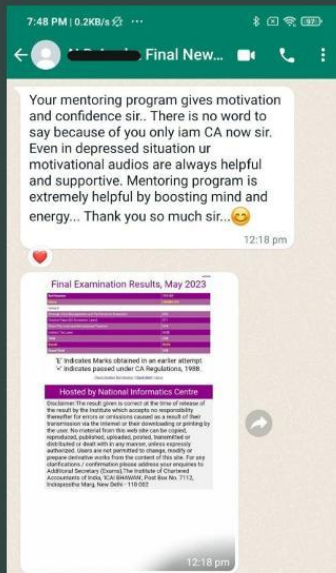 7:48 PM | 0.2KB/s
97
Final New...
Your mentoring program gives motivation
and confidence sir.. There is no word to
say because of you only iam CA now sir.
Even in depressed situation ur
motivational audios are always helpful
and supportive. Mentoring program is
extremely helpful by boosting mind and
energy... Thank you so much sir...😊
12:18 pm
Final Examination Results, May 2023
'E' Indicates Marks obtained in an earlier attempt
Indicates passed under CA Regulations, 1988.
Hosted by National Informatics Centre
Disclaimer:The result given is correct at the time of release of
the result by the Institute which accepts no responsibility
thereafter for errors or omissions caused as a result of their
transmission via the internet or their downloading or printing by
the user. No material from this web site can be copied,
reproduced, published, uploaded, posted, transmitted or
distributed or dealt with in any manner, unless expressly
authorized. Users are not permitted to change, modify or
prepare derivative works from the content of this site. For any
clarifications / confirmation please address your enquiries to
Additional Secretary (Exams),The Institute of Chartered
Accountants of India, 'ICAI BHAWAN', Post Box No. 7112,
Indraprastha Marg, New Delhi - 110 002
12:18 pm